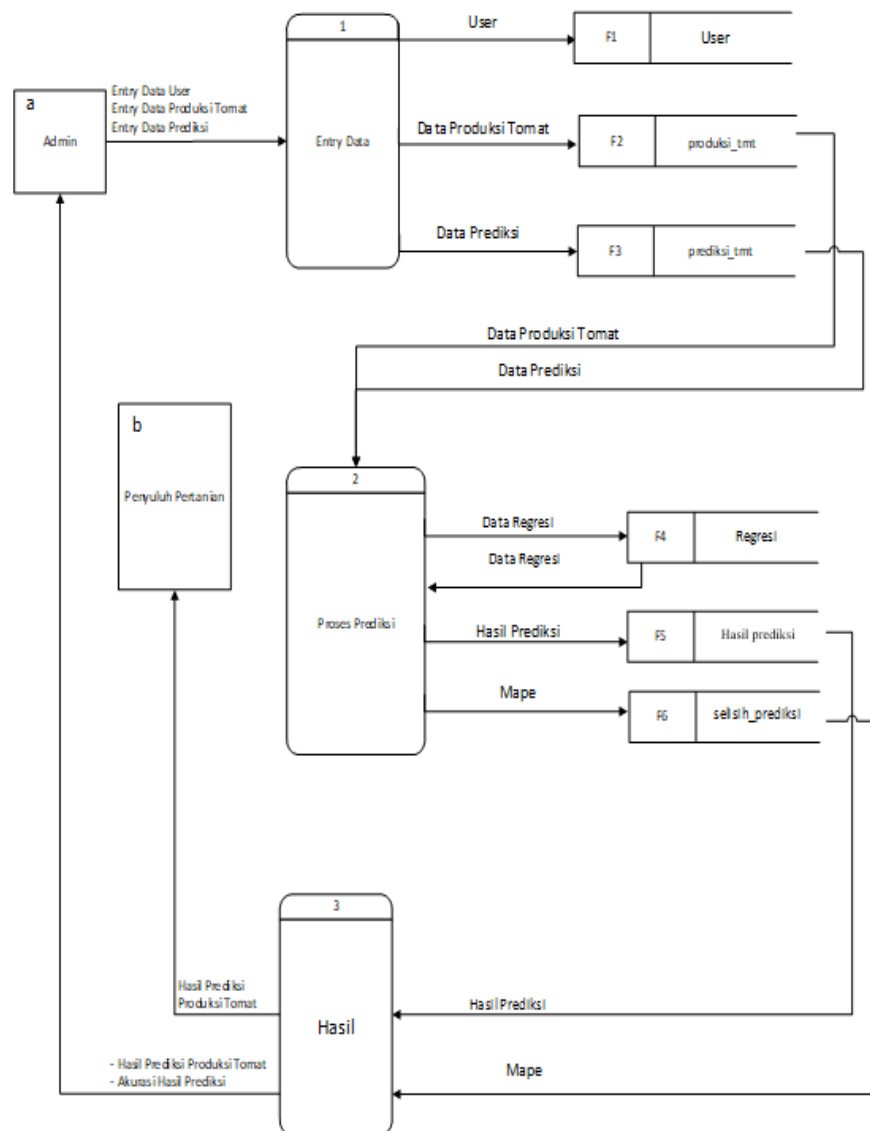 1
User
F1
User
a
Admin
Entry Data User
Entry Data Produksi Tomat
Entry Data Prediksi
Entry Data
Data Produksi Tomat
F2
produksi_tmt
Data Prediksi
F3
prediksi_tmt
Data Produksi Tomat
Data Prediksi
b
Penyuluh Pertanian
2
Proses Prediksi
Data Regresi
F4
Regresi
Data Regresi
Hasil Prediksi
F5
Hasil prediksi
Mape
F6
selisih_prediksi
3
Hasil
Hasil Prediksi
Produksi Tomat
Hasil Prediksi
- Hasil Prediksi Produksi Tomat
- Akurasi Hasil Prediksi
Mape